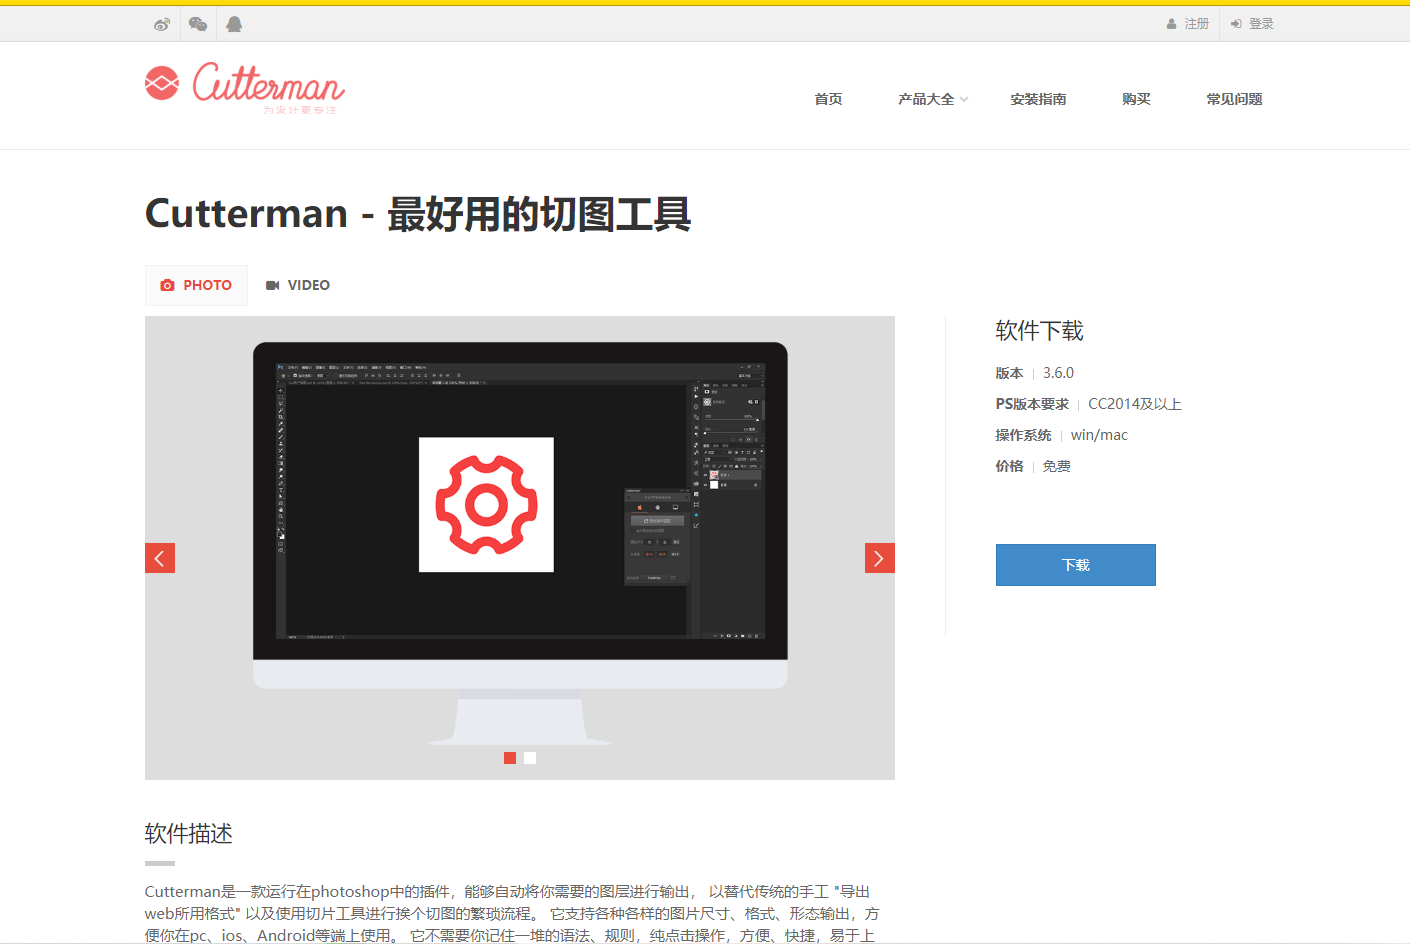 注册
登录
Cutterman
为设计更专注
首页
产品大全
安装指南
购买
常见问题
Cutterman - 最好用的切图工具
PHOTO
VIDEO
软件下载
版本 | 3.6.0
PS版本要求 | CC2014及以上
操作系统 | win/mac
价格 | 免费
下载
软件描述
Cutterman是一款运行在photoshop中的插件，能够自动将你需要的图层进行输出， 以替代传统的手工 "导出
web所用格式" 以及使用切片工具进行挨个切图的繁琐流程。 它支持各种各样的图片尺寸、格式、形态输出，方
便你在pc、ios、Android等端上使用。 它不需要你记住一堆的语法、规则，纯点击操作，方便、快捷，易于上